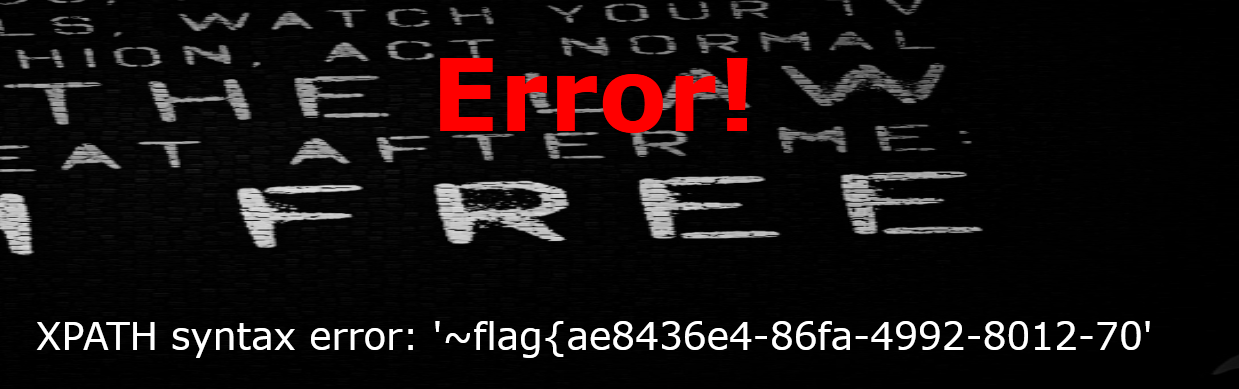 LS, WATCH YOUR TV
HION, ACT NORMAL
THE LAW
EAT AFTER ME:
FREE
Error!
XPATH syntax error: '~flag{ae8436e4-86fa-4992-8012-70'